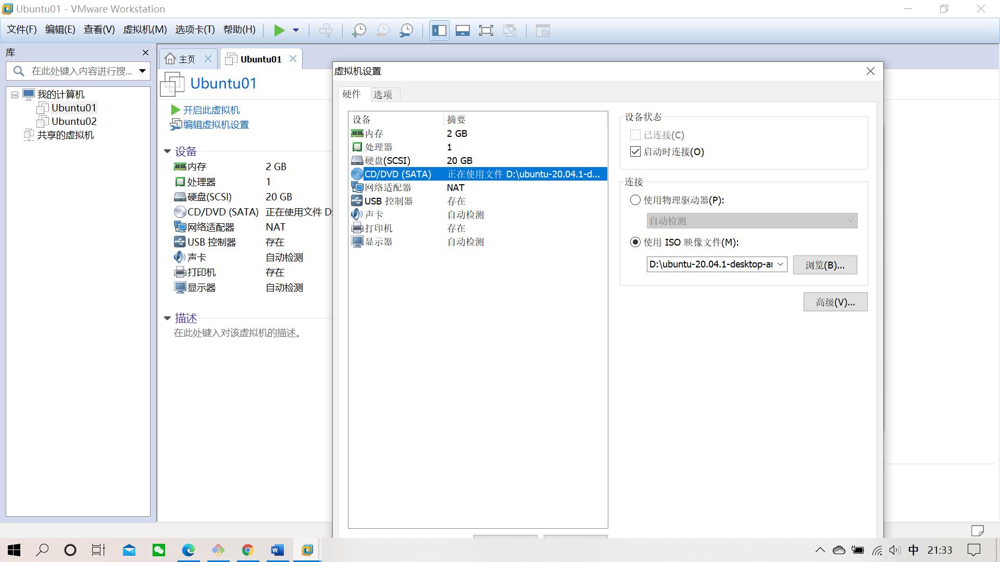 Ubuntu01 - VMware Workstation
文件(F) 编辑(E) 查看(V) 虚拟机(M) 选项卡(T) 帮助(H)
库
在此处键入内容进行搜...
我的计算机
Ubuntu01
Ubuntu02
共享的虚拟机
主页
Ubuntu01
Ubuntu01
开启此虚拟机
编辑虚拟机设置
设备
内存 2 GB
处理器 1
硬盘(SCSI) 20 GB
CD/DVD (SATA) 正在使用文件 D:
网络适配器 NAT
USB 控制器 存在
声卡 自动检测
打印机 存在
显示器 自动检测
描述
在此处键入对该虚拟机的描述。
虚拟机设置
硬件 选项
设备 摘要
内存 2 GB
处理器 1
硬盘(SCSI) 20 GB
CD/DVD (SATA) 正在使用文件 D:\ubuntu-20.04.1-d...
网络适配器 NAT
USB 控制器 存在
声卡 自动检测
打印机 存在
显示器 自动检测
设备状态
已连接(C)
启动时连接(O)
连接
使用物理驱动器(P):
自动检测
使用 ISO 映像文件(M):
D:\ubuntu-20.04.1-desktop-ar
浏览(B)...
高级(V)...
中 21:33